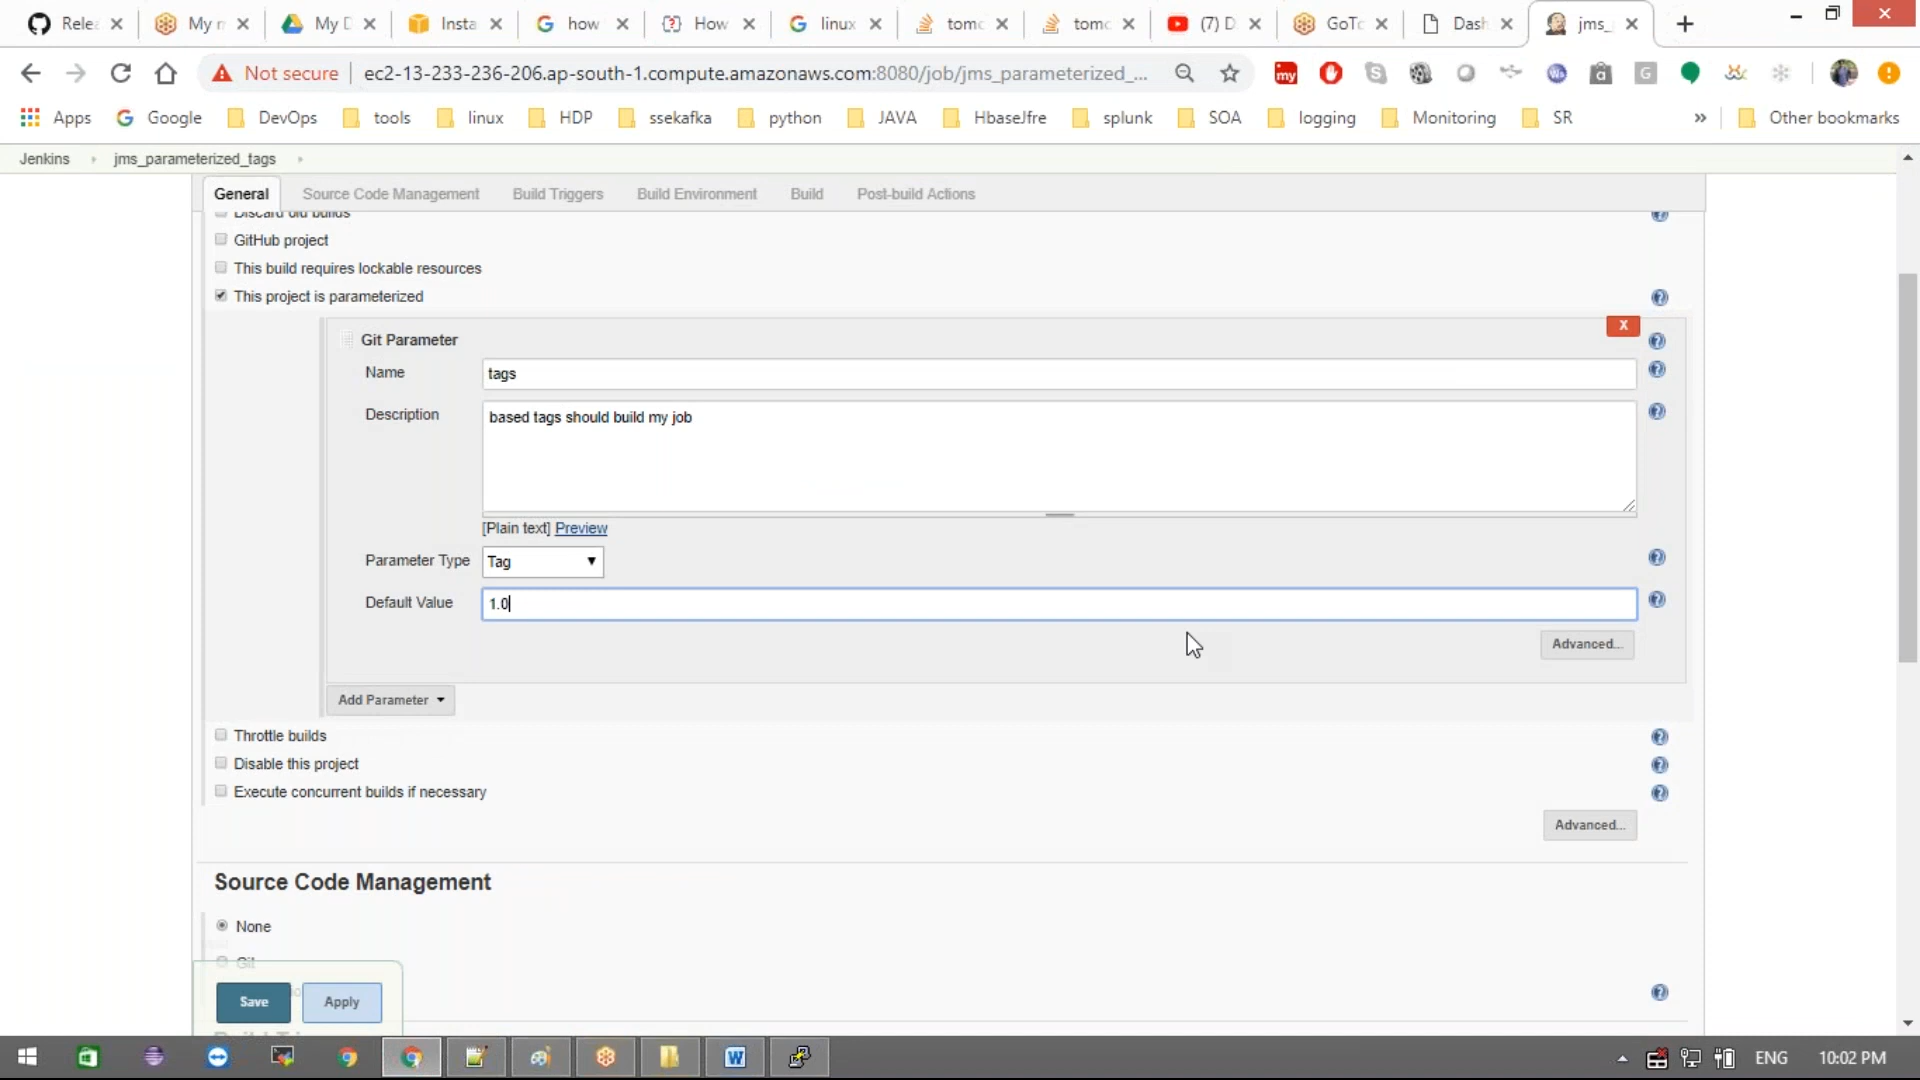 Rele
My n
My D
Insta
how
How
linux
tomc
tomc
(7) D
GoTo
Dash
jms_
Not secure
ec2-13-233-236-206.ap-south-1.compute.amazonaws.com:8080/job/jms_parameterized_...
my
Apps
Google
DevOps
tools
linux
HDP
ssekafka
python
JAVA
HbaseJfre
splunk
SOA
logging
Monitoring
SR
»
Other bookmarks
Jenkins
jms_parameterized_tags
General
Source Code Management
Build Triggers
Build Environment
Build
Post-build Actions
Discard old builds
GitHub project
This build requires lockable resources
This project is parameterized
X
Git Parameter
Name
tags
Description
based tags should build my job
[Plain text] Preview
Parameter Type
Tag
Default Value
1.0
Advanced...
Add Parameter
Throttle builds
Disable this project
Execute concurrent builds if necessary
Advanced...
Source Code Management
None
Git
Save
Apply
ENG
10:02 PM